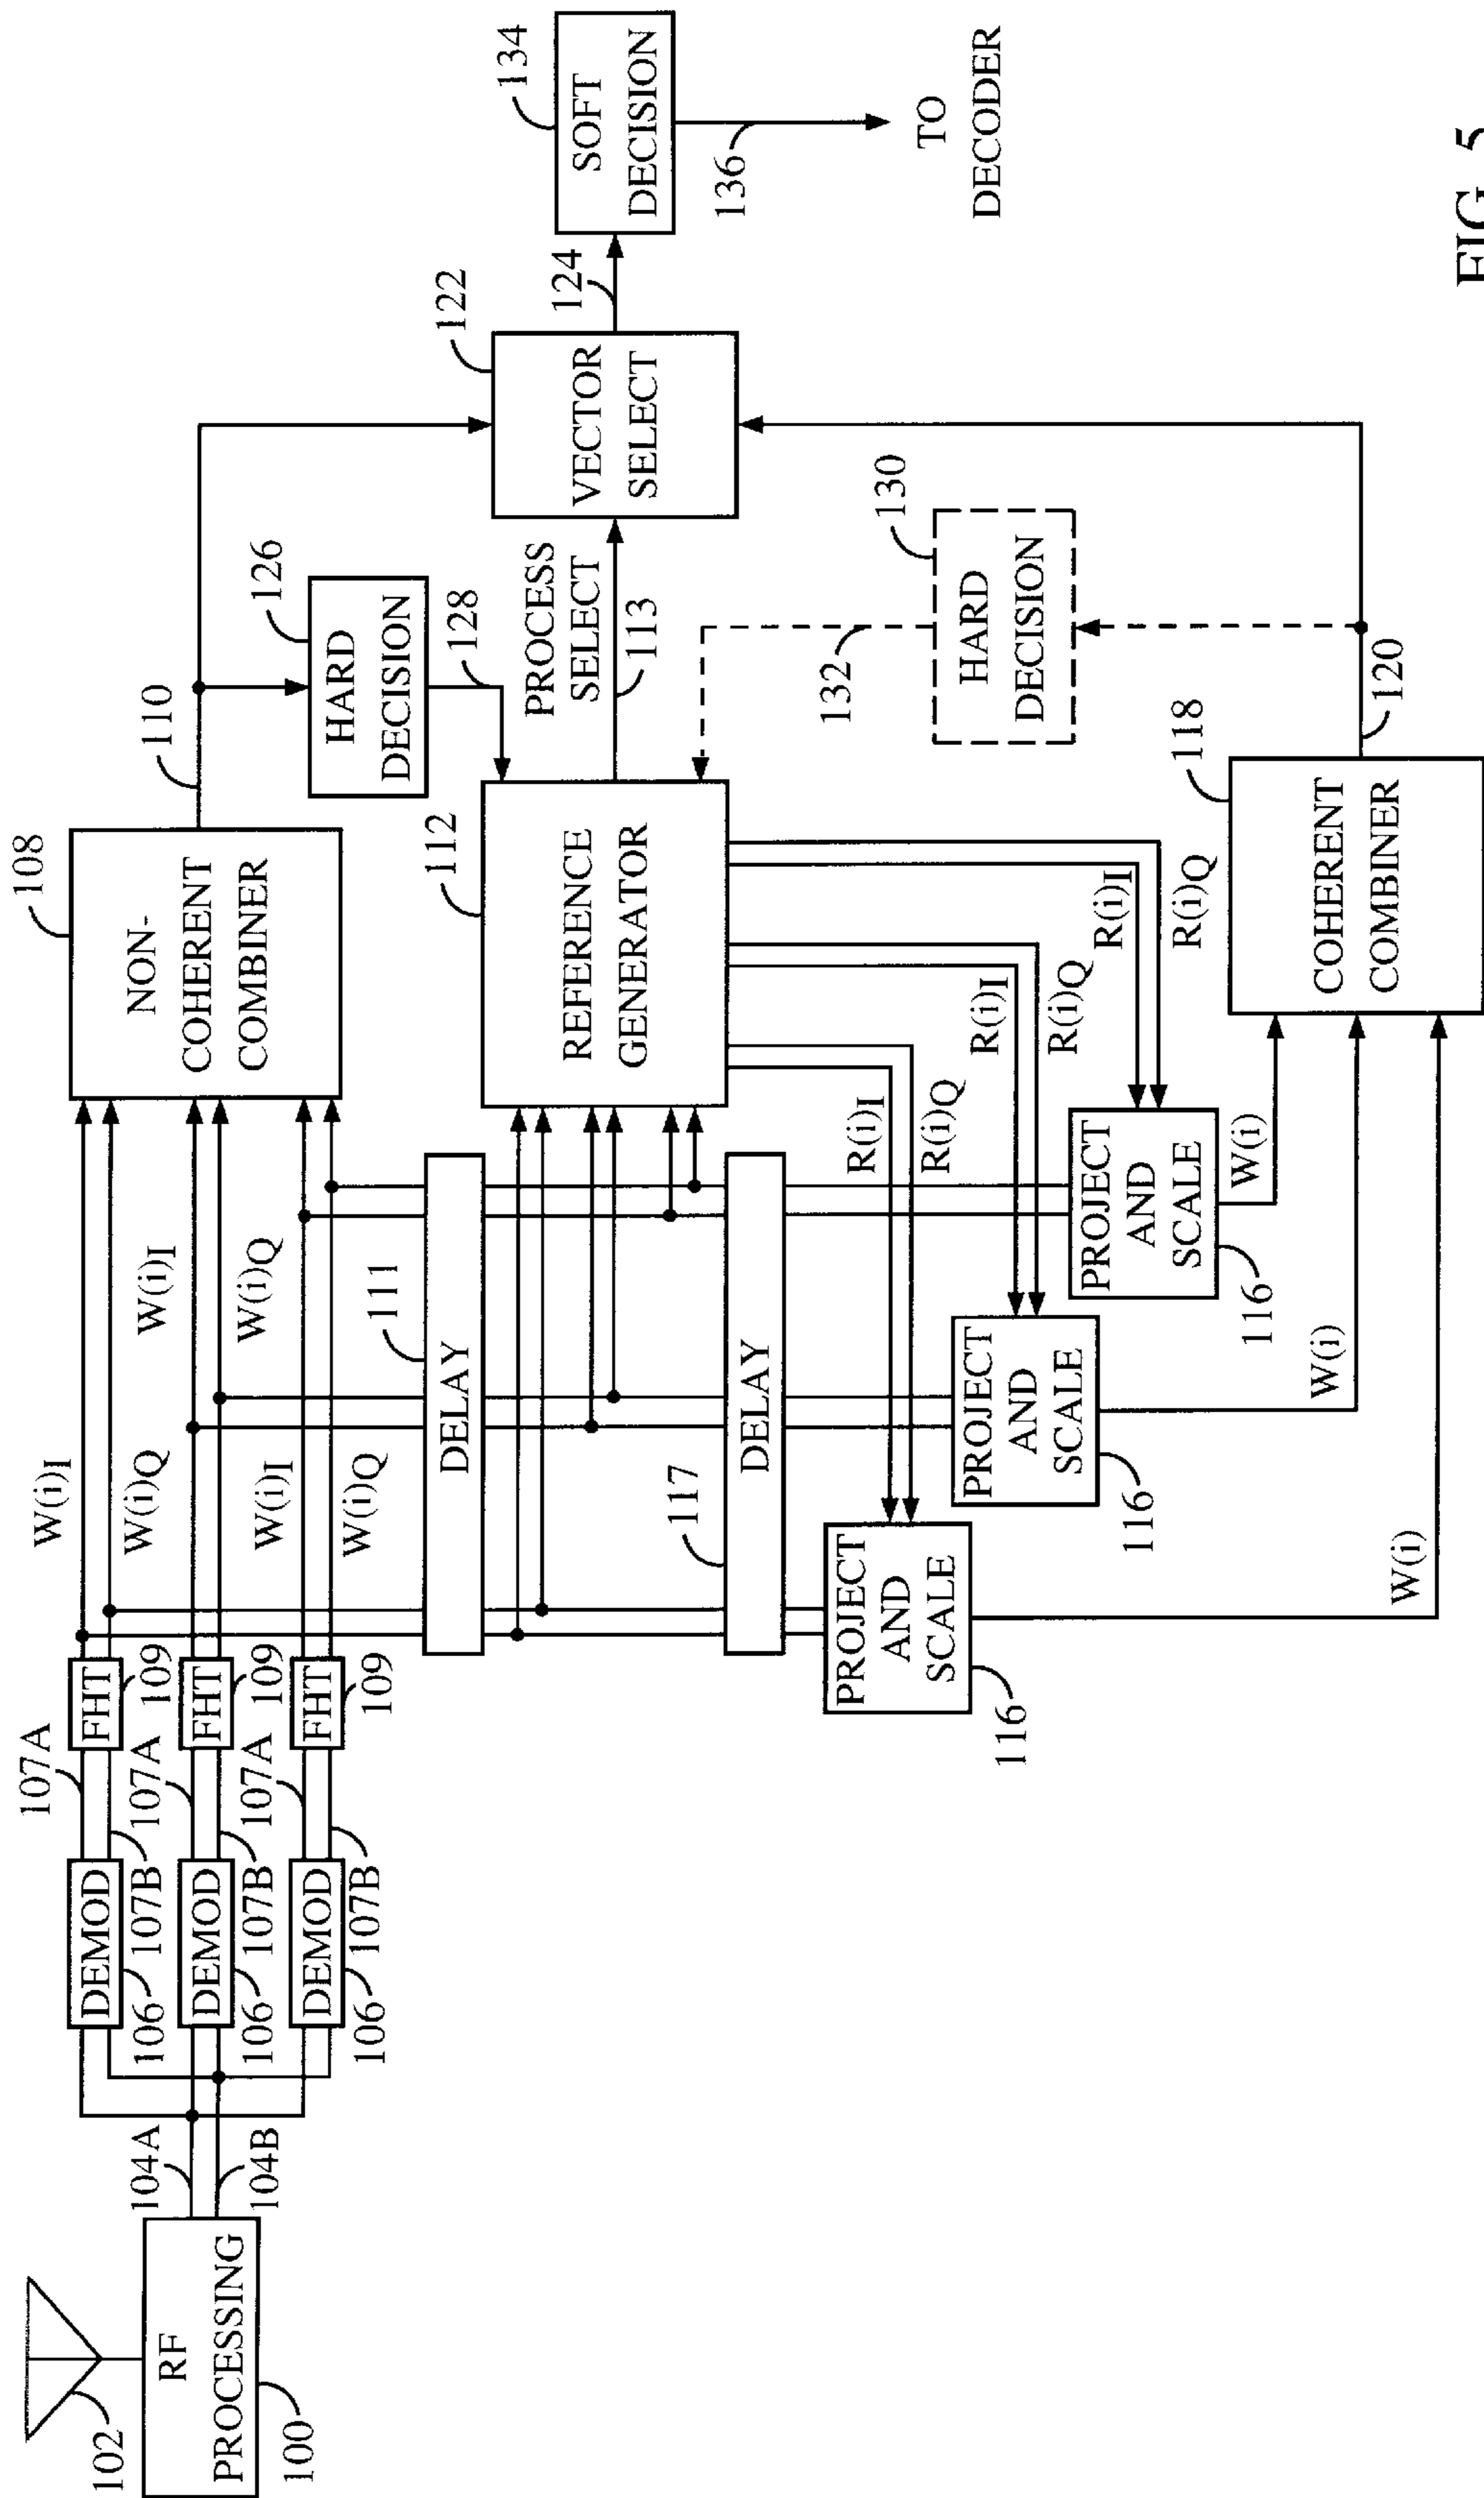 102
RF
PROCESSING
100
104A
104B
DEMOD
106
DEMOD
106
DEMOD
106
107A
107B
107A
107B
107A
107B
FHT
109
FHT
109
FHT
109
W(i)I
W(i)Q
W(i)I
W(i)Q
W(i)I
W(i)Q
108
NON-
COHERENT
COMBINER
110
126
HARD
DECISION
128
111
DELAY
117
DELAY
112
REFERENCE
GENERATOR
PROCESS
SELECT
113
122
VECTOR
SELECT
124
134
SOFT
DECISION
136
TO
DECODER
R(i)I
R(i)Q
R(i)I
R(i)Q
R(i)I
R(i)Q
PROJECT
AND
SCALE
116
PROJECT
AND
SCALE
116
PROJECT
AND
SCALE
116
W(i)
W(i)
W(i)
132
130
HARD
DECISION
118
COHERENT
COMBINER
120
FIG. 5